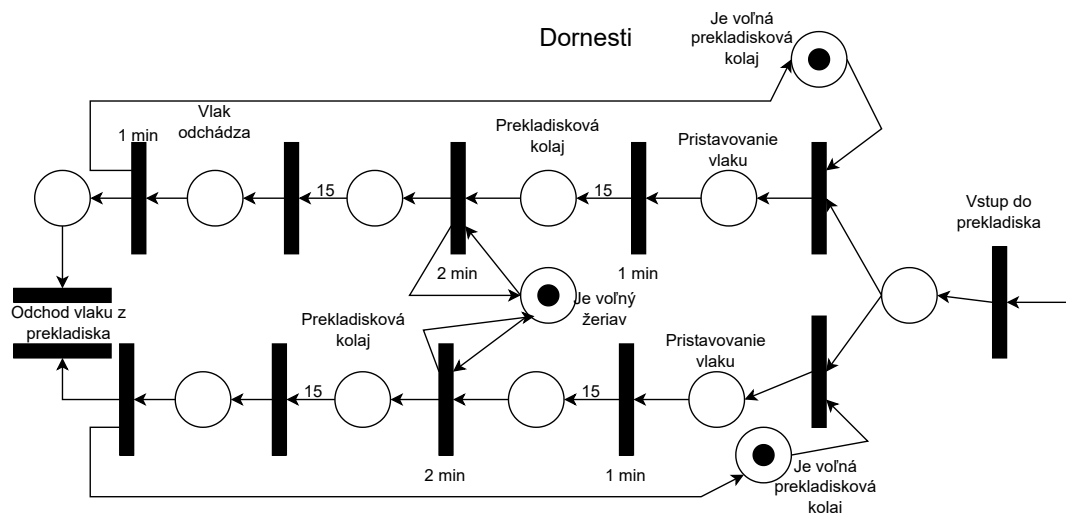 Dornesti
Je voľná
prekladisková
kolaj
Vlak
odchádza
1 min
Prekladisková
kolaj
Pristavovanie
vlaku
15
15
Vstup do
prekladiska
2 min
1 min
Je voľný
žeriav
Odchod vlaku z
prekladiska
Prekladisková
kolaj
Pristavovanie
vlaku
15
15
2 min
1 min
Je voľná
prekladisková
kolaj